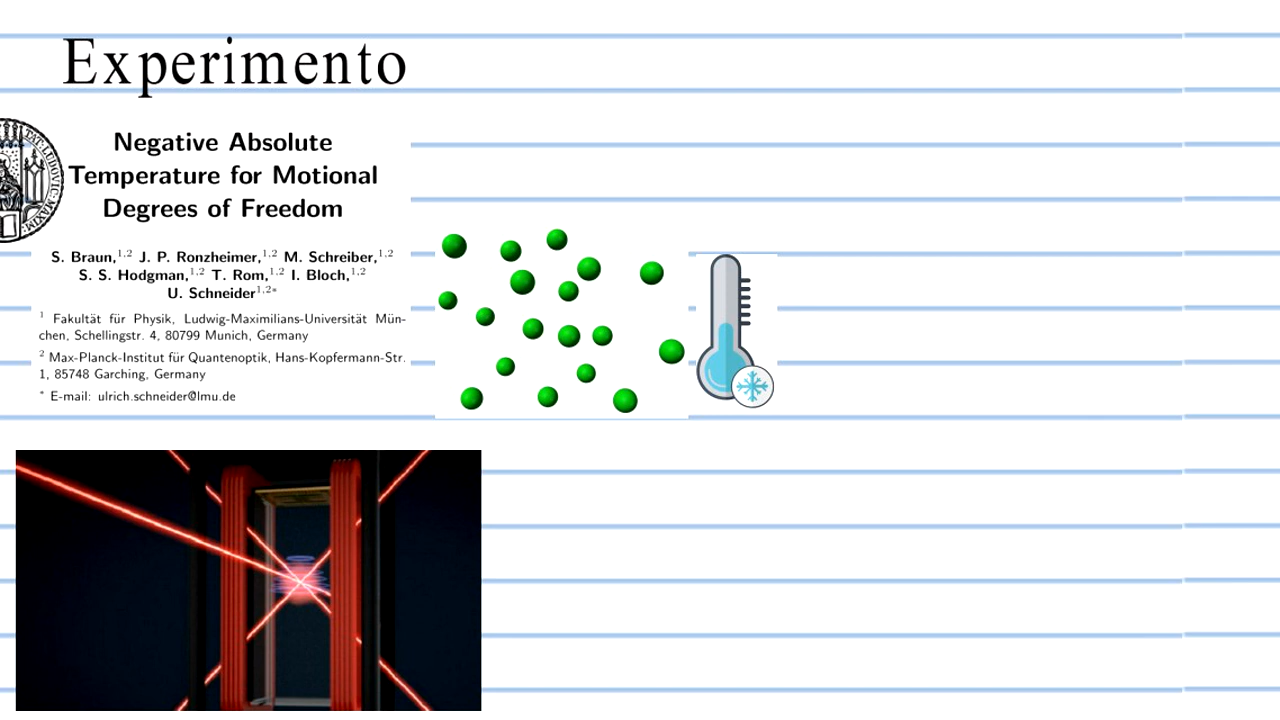 Experimento
Negative Absolute
Temperature for Motional
Degrees of Freedom
S. Braun,1,2 J. P. Ronzheimer,1,2 M. Schreiber,1,2
S. S. Hodgman,1,2 T. Rom,1,2 I. Bloch,1,2
U. Schneider1,2*
1 Fakultät für Physik, Ludwig-Maximilians-Universität Mün-
chen, Schellingstr. 4, 80799 Munich, Germany
2 Max-Planck-Institut für Quantenoptik, Hans-Kopfermann-Str.
1, 85748 Garching, Germany
* E-mail: ulrich.schneider@lmu.de